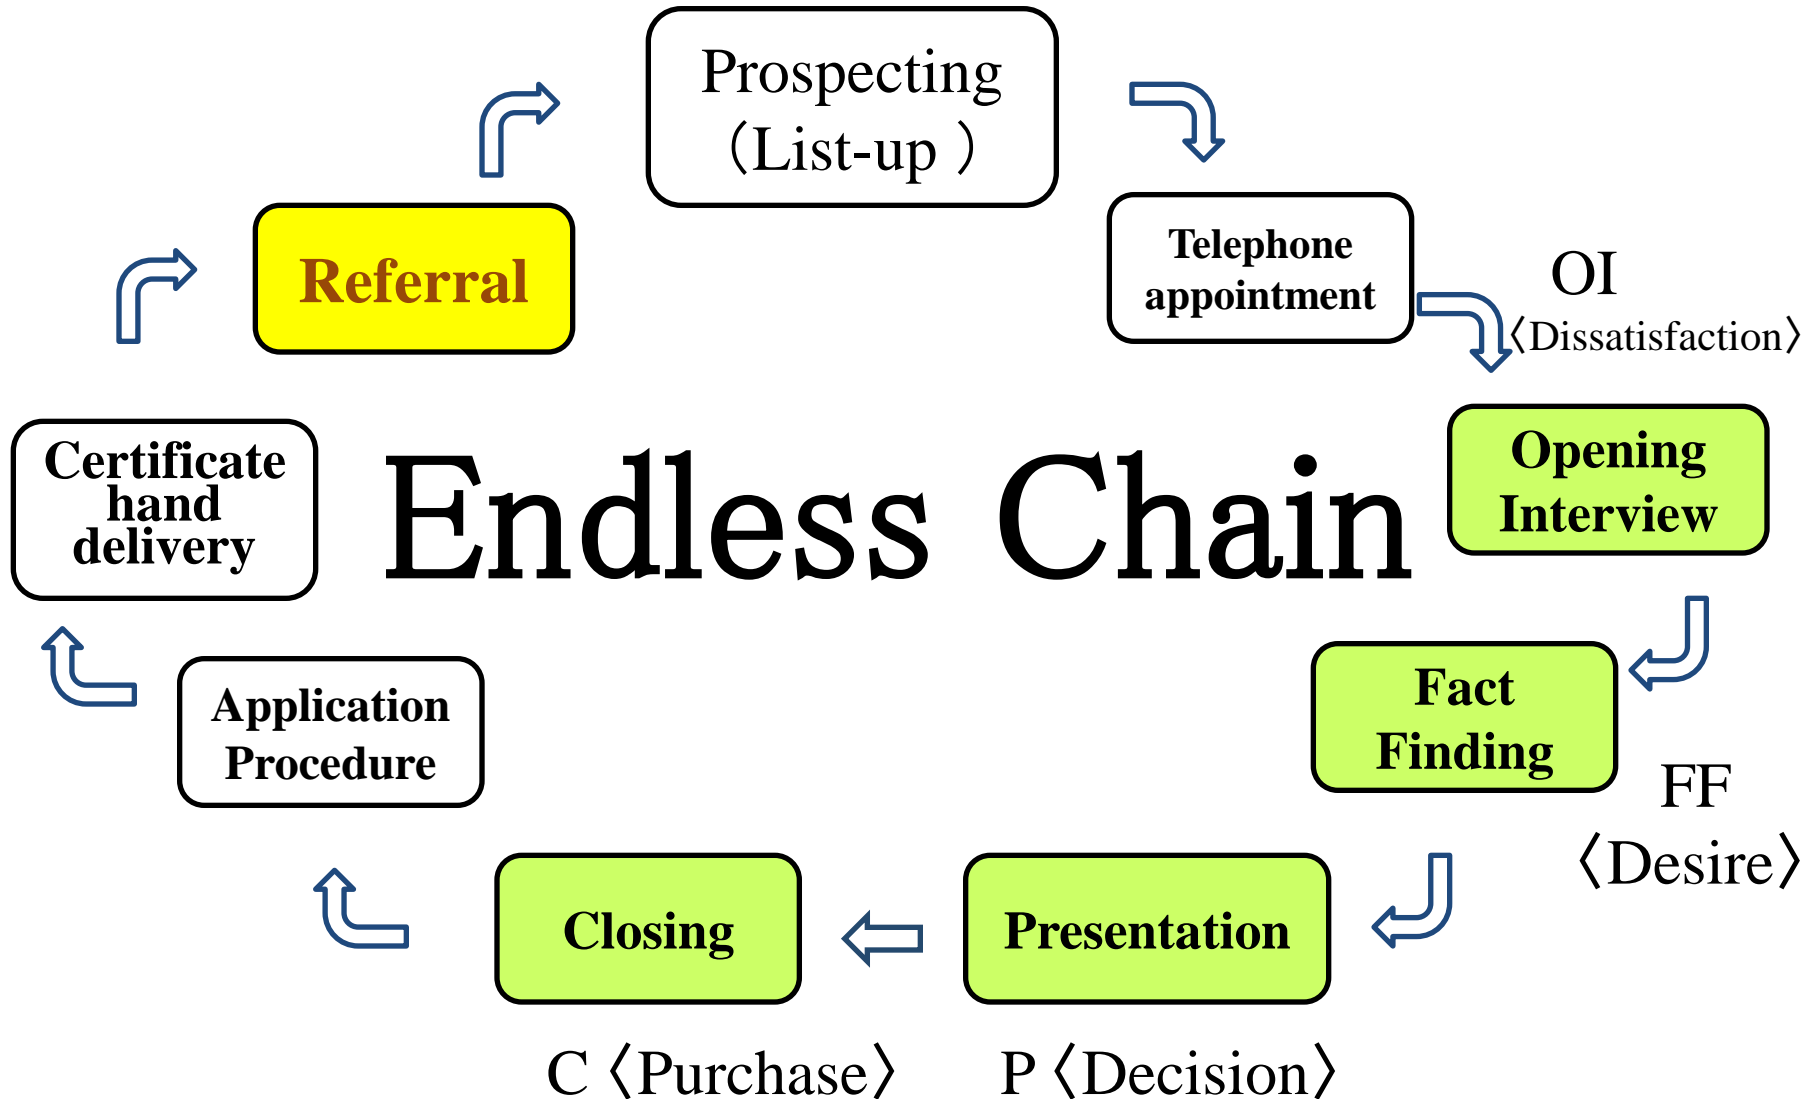 Prospecting
（List-up ）
Telephone
appointment
OI
〈Dissatisfaction〉
Referral
Certificate
hand
delivery
Endless Chain
Opening
Interview
Fact
Finding
FF
〈Desire〉
Application
Procedure
Closing
Presentation
C〈Purchase〉
P〈Decision〉